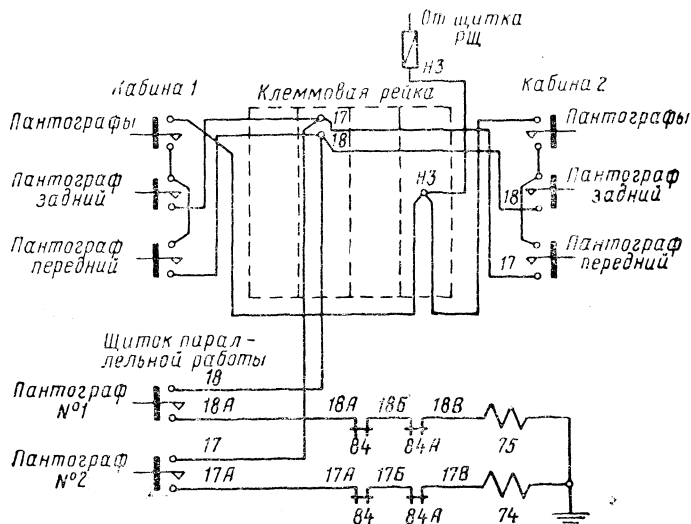 От щитка
РЩ
Н3
Кабина 1
Клеммовая рейка
Кабина 2
Пантографы
17
18
Пантографы
Пантограф
задний
Н3
18
Пантограф
задний
Пантограф
передний
17
Пантограф
передний
Щиток парал-
лельной работы
Пантограф
№1
18
18А
18А
18Б
18В
84
84А
75
Пантограф
№2
17
17А
17А
17Б
17В
84
84А
74